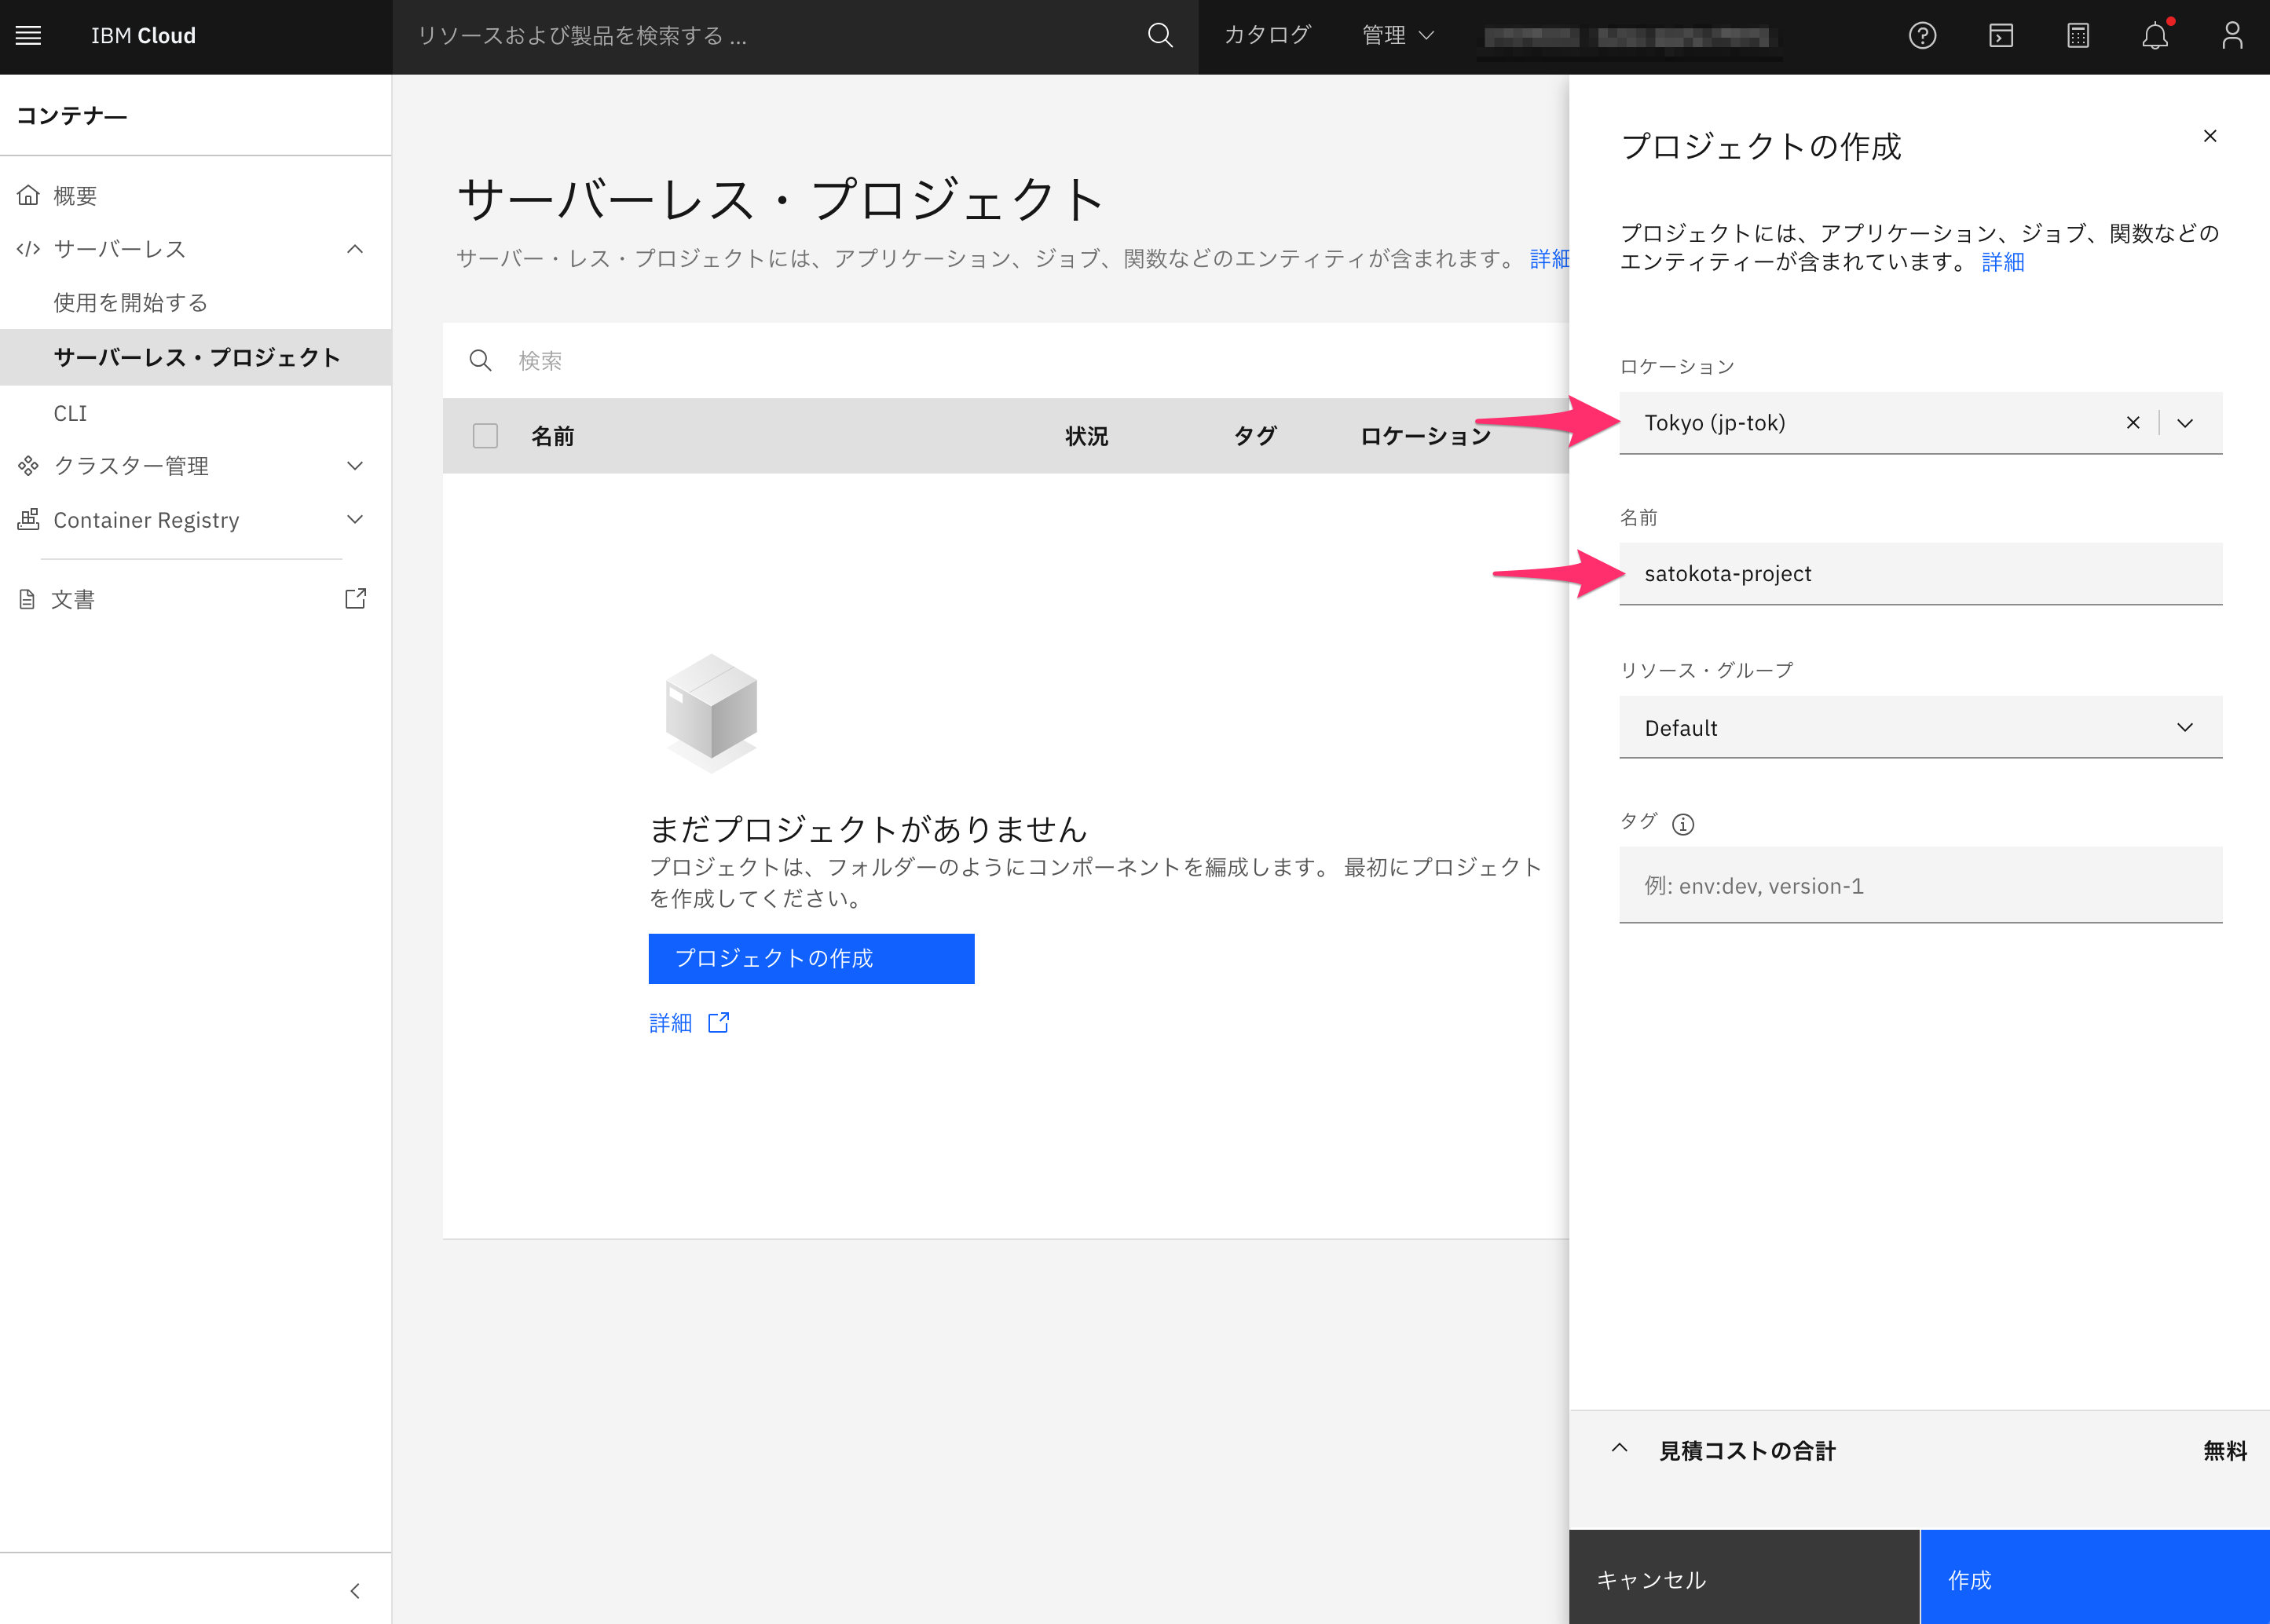 IBM Cloud
リソースおよび製品を検索する ...
カタログ
管理
コンテナー
概要
サーバーレス
使用を開始する
サーバーレス・プロジェクト
CLI
クラスター管理
Container Registry
文書
サーバーレス・プロジェクト
サーバー・レス・プロジェクトには、アプリケーション、ジョブ、関数などのエンティティが含まれます。 詳細
検索
名前
状況
タグ
ロケーション
まだプロジェクトがありません
プロジェクトは、フォルダーのようにコンポーネントを編成します。 最初にプロジェクト
を作成してください。
プロジェクトの作成
詳細
プロジェクトの作成
プロジェクトには、アプリケーション、ジョブ、関数などの
エンティティーが含まれています。 詳細
ロケーション
Tokyo (jp-tok)
名前
satokota-project
リソース・グループ
Default
タグ
例: env:dev, version-1
見積コストの合計
無料
キャンセル
作成